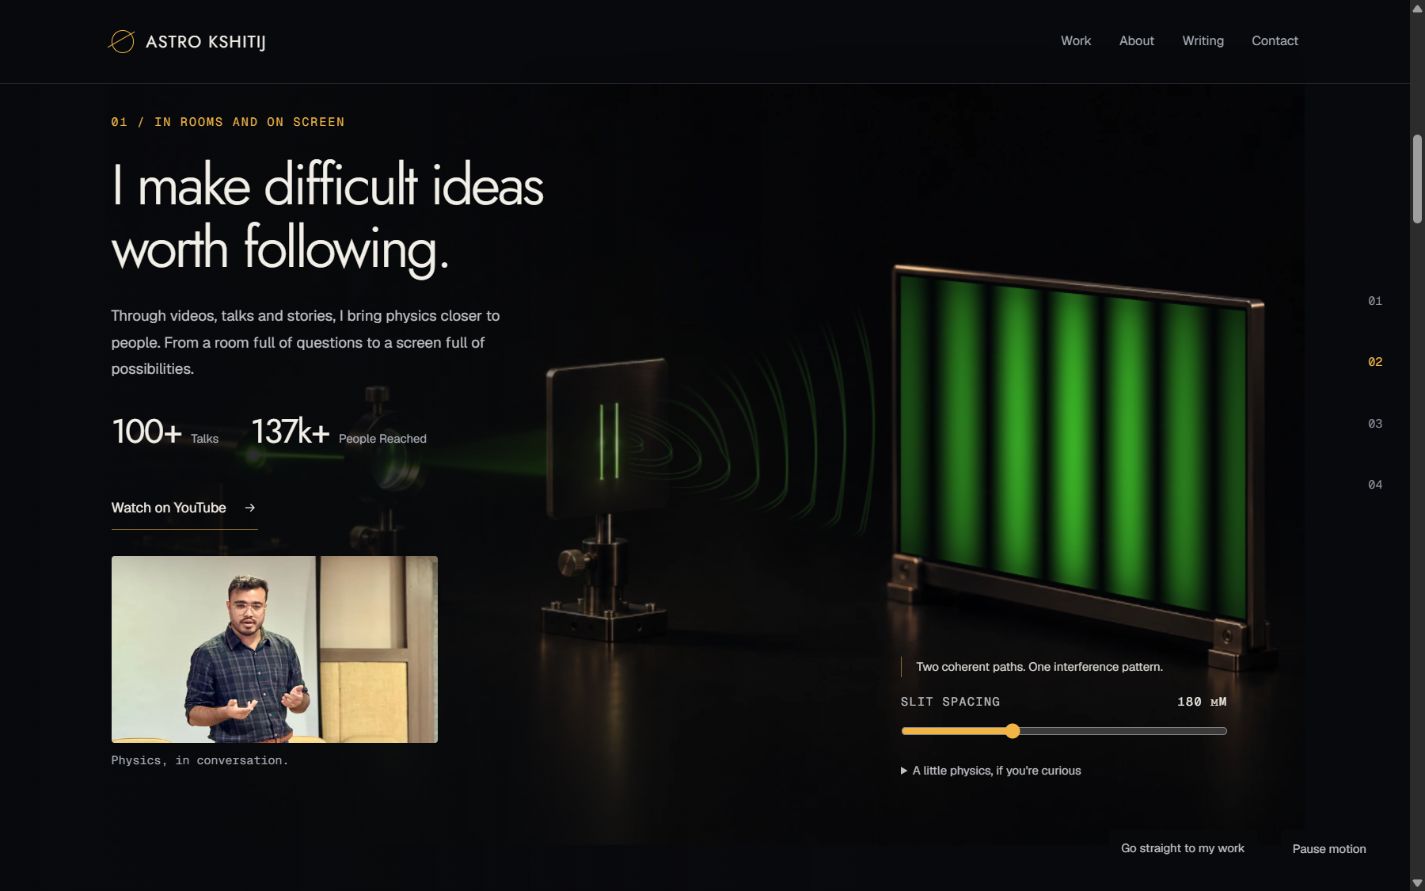 ASTRO KSHITIJ
Work About Writing Contact
01 / IN ROOMS AND ON SCREEN
I make difficult ideas
worth following.
Through videos, talks and stories, I bring physics closer to
people. From a room full of questions to a screen full of
possibilities.
100+ Talks 137k+ People Reached
Watch on YouTube →
Physics, in conversation.
Two coherent paths. One interference pattern.
SLIT SPACING 180 ΜM
A little physics, if you're curious
01
02
03
04
Go straight to my work Pause motion